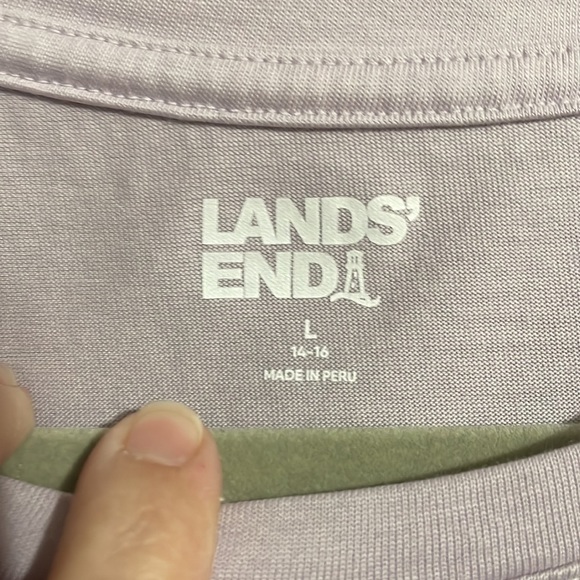 LANDS'
END
L
14-16
MADE IN PERU